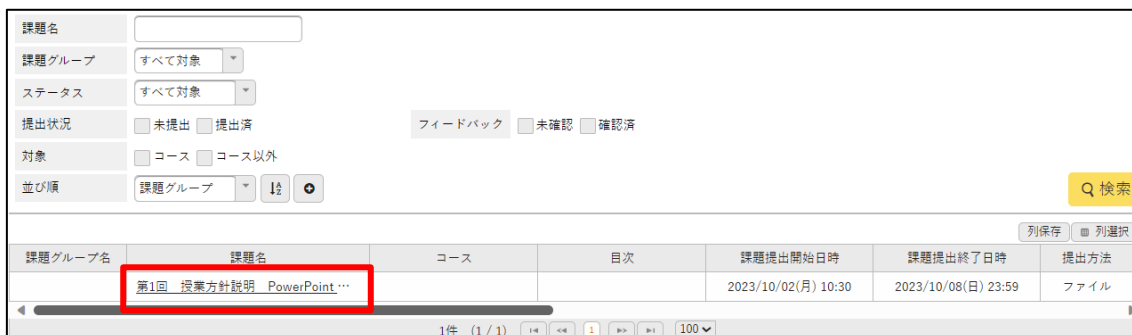 課題名
課題グループ すべて対象
ステータス すべて対象
提出状況 未提出 提出済 フィードバック 未確認 確認済
対象 コース コース以外
並び順 課題グループ 検索
列保存 列選択
課題グループ名 課題名 コース 目次 課題提出開始日時 課題提出終了日時 提出方法
第1回 授業方針説明 PowerPoint … 2023/10/02(月) 10:30 2023/10/08(日) 23:59 ファイル
1件 (1 / 1) 1 100